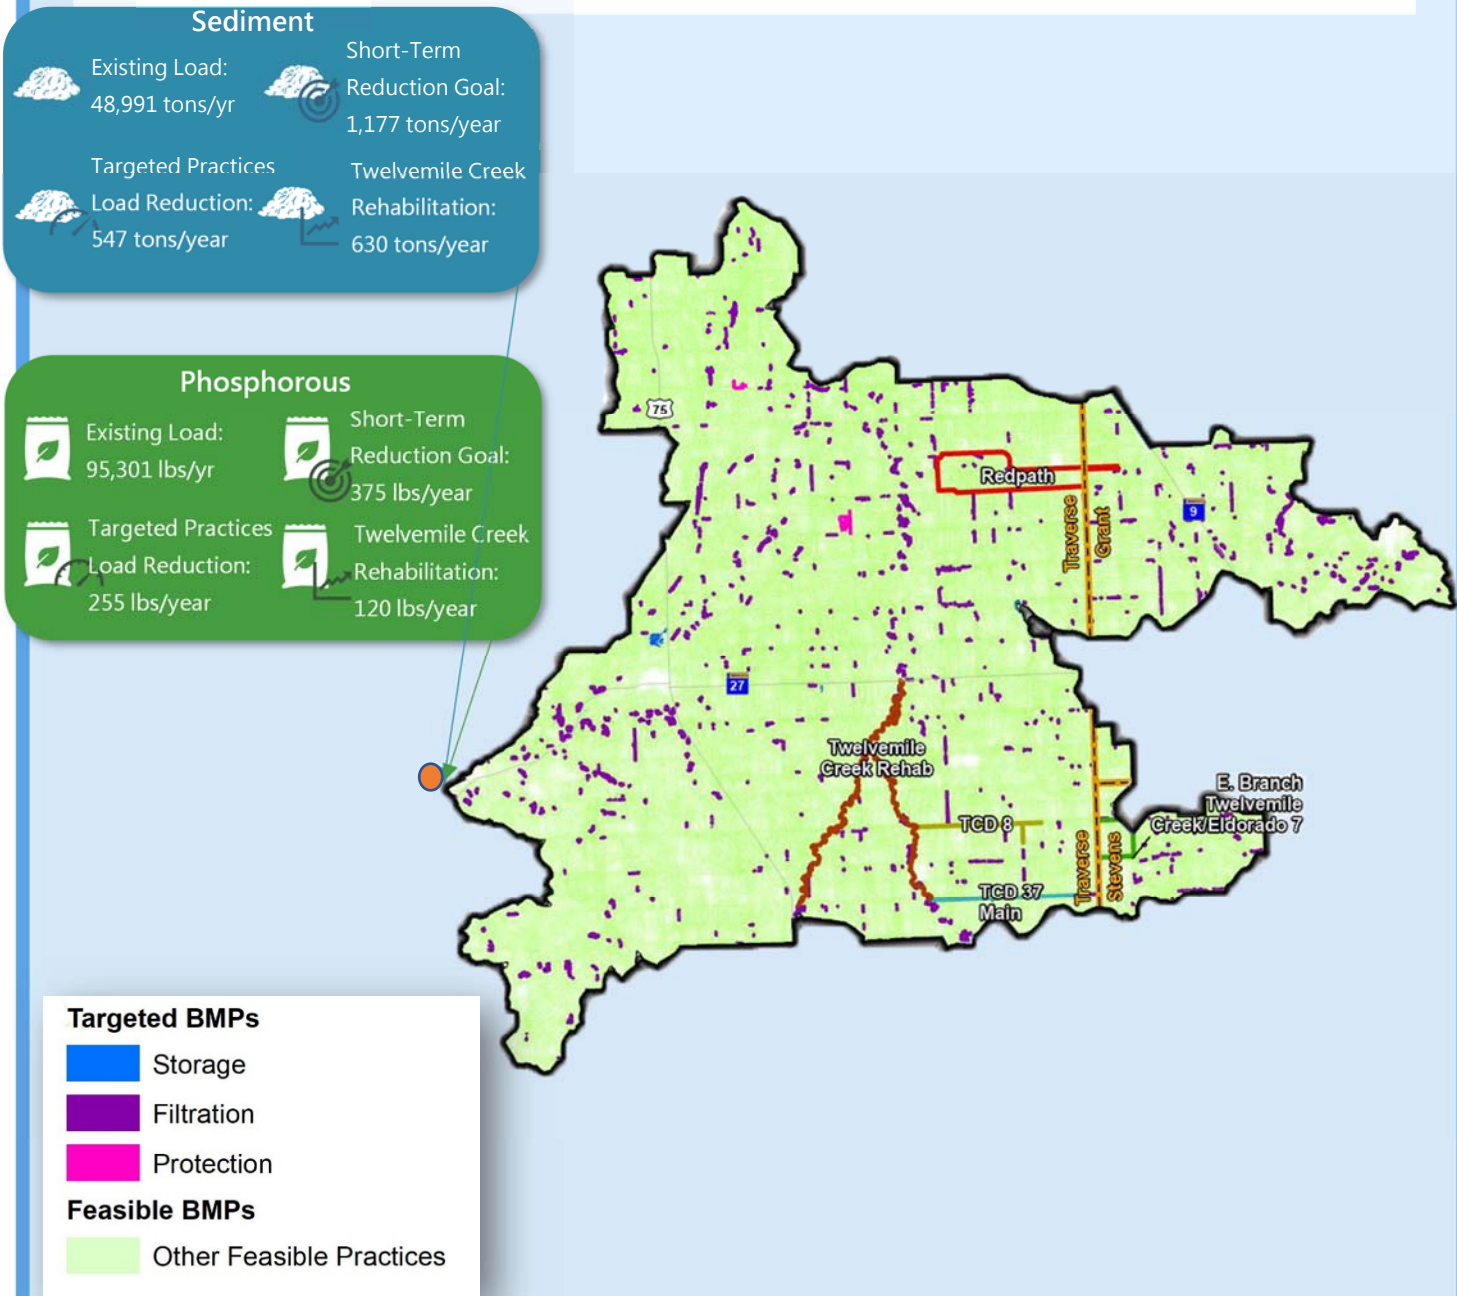 Sediment
Existing Load:
48,991 tons/yr
Short-Term
Reduction Goal:
1,177 tons/year
Targeted Practices
Load Reduction:
547 tons/year
Twelvemile Creek
Rehabilitation:
630 tons/year
Phosphorous
Existing Load:
95,301 lbs/yr
Short-Term
Reduction Goal:
375 lbs/year
Targeted Practices
Load Reduction:
255 lbs/year
Twelvemile Creek
Rehabilitation:
120 lbs/year
75
Redpath
Traverse
Grant
9
27
Twelvemile
Creek Rehab
E. Branch
Twelvemile
Creek/Eldorado 7
TCD 8
Traverse
Stevens
TCD 37
Main
Targeted BMPs
Storage
Filtration
Protection
Feasible BMPs
Other Feasible Practices